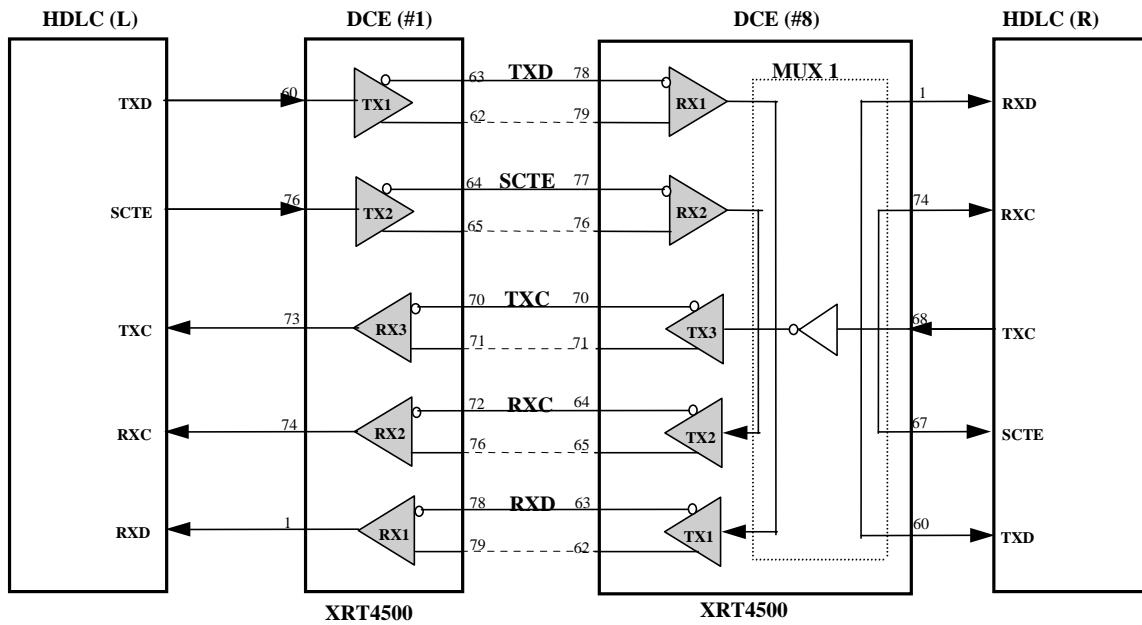 HDLC (L) DCE (#1) DCE (#8) HDLC (R)
63 TXD 78 MUX 1
TXD 60 TX1 RX1 1 RXD
62 79
64 SCTE 77
SCTE 76 TX2 RX2 74 RXC
65 76
70 TXC 70
TXC 73 RX3 TX3 68 TXC
71 71
72 RXC 64
RXC 74 RX2 TX2 67 SCTE
76 65
78 RXD 63
RXD 1 RX1 TX1 60 TXD
79 62
XRT4500 XRT4500